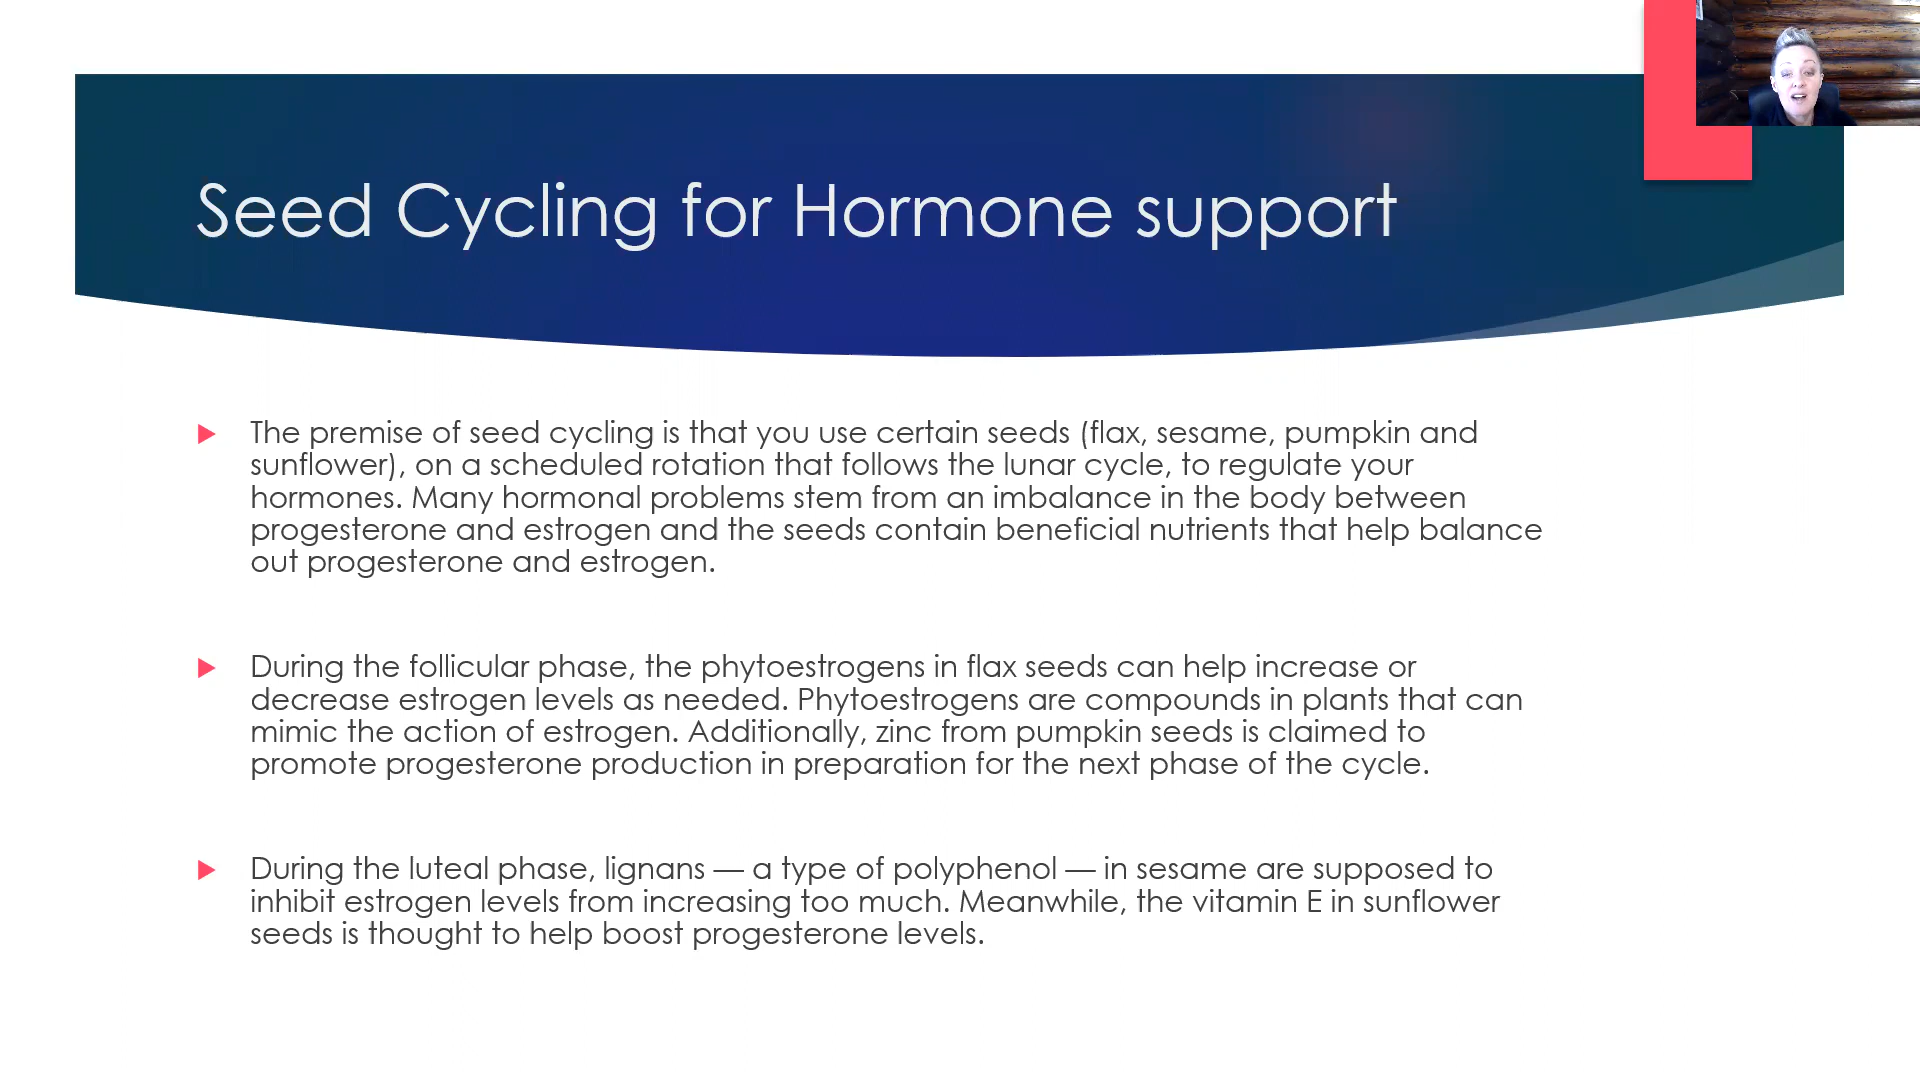 Seed Cycling for Hormone support
The premise of seed cycling is that you use certain seeds (flax, sesame, pumpkin and
sunflower), on a scheduled rotation that follows the lunar cycle, to regulate your
hormones. Many hormonal problems stem from an imbalance in the body between
progesterone and estrogen and the seeds contain beneficial nutrients that help balance
out progesterone and estrogen.
During the follicular phase, the phytoestrogens in flax seeds can help increase or
decrease estrogen levels as needed. Phytoestrogens are compounds in plants that can
mimic the action of estrogen. Additionally, zinc from pumpkin seeds is claimed to
promote progesterone production in preparation for the next phase of the cycle.
During the luteal phase, lignans — a type of polyphenol — in sesame are supposed to
inhibit estrogen levels from increasing too much. Meanwhile, the vitamin E in sunflower
seeds is thought to help boost progesterone levels.